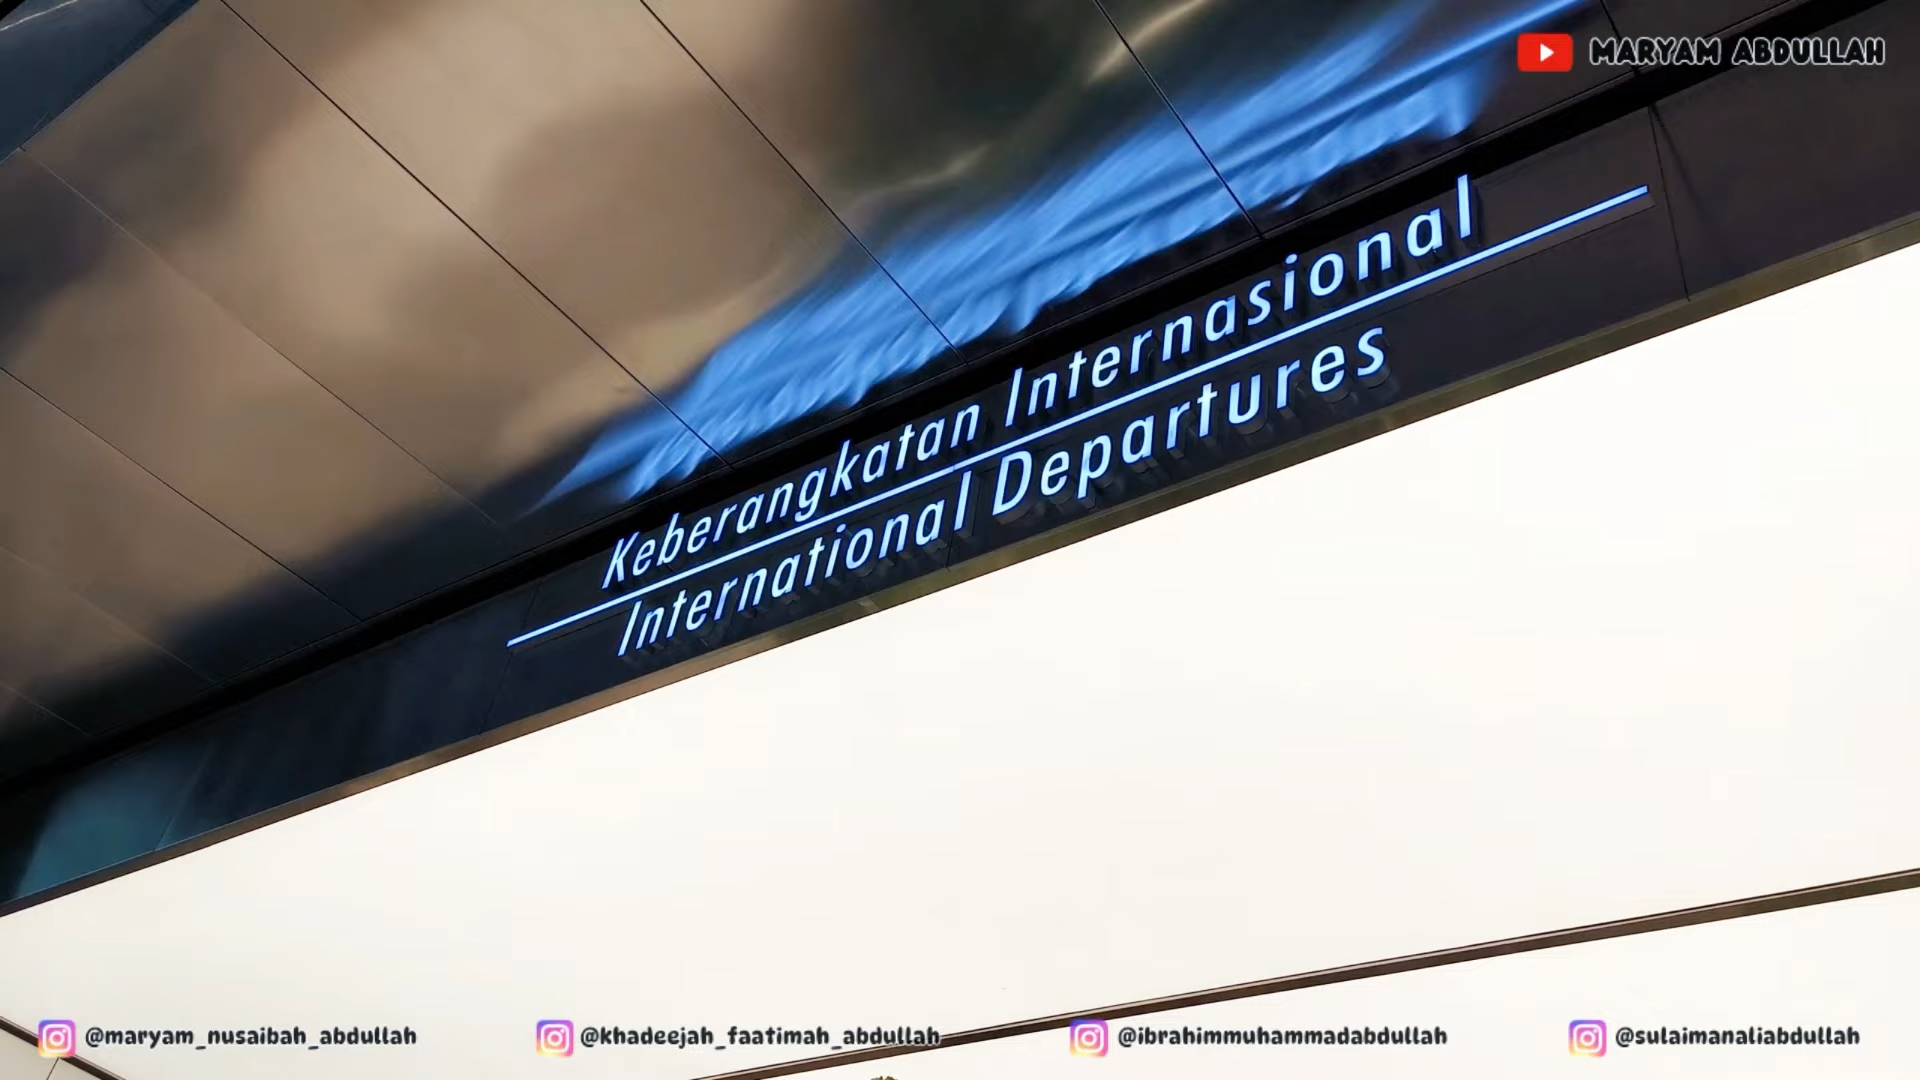 MARYAM ABDULLAH
Keberangkatan Internasional
International Departures
@maryam_nusaibah_abdullah
@khadeejah_faatimah_abdullah
@ibrahimmuhammadabdullah
@sulaimanaliabdullah